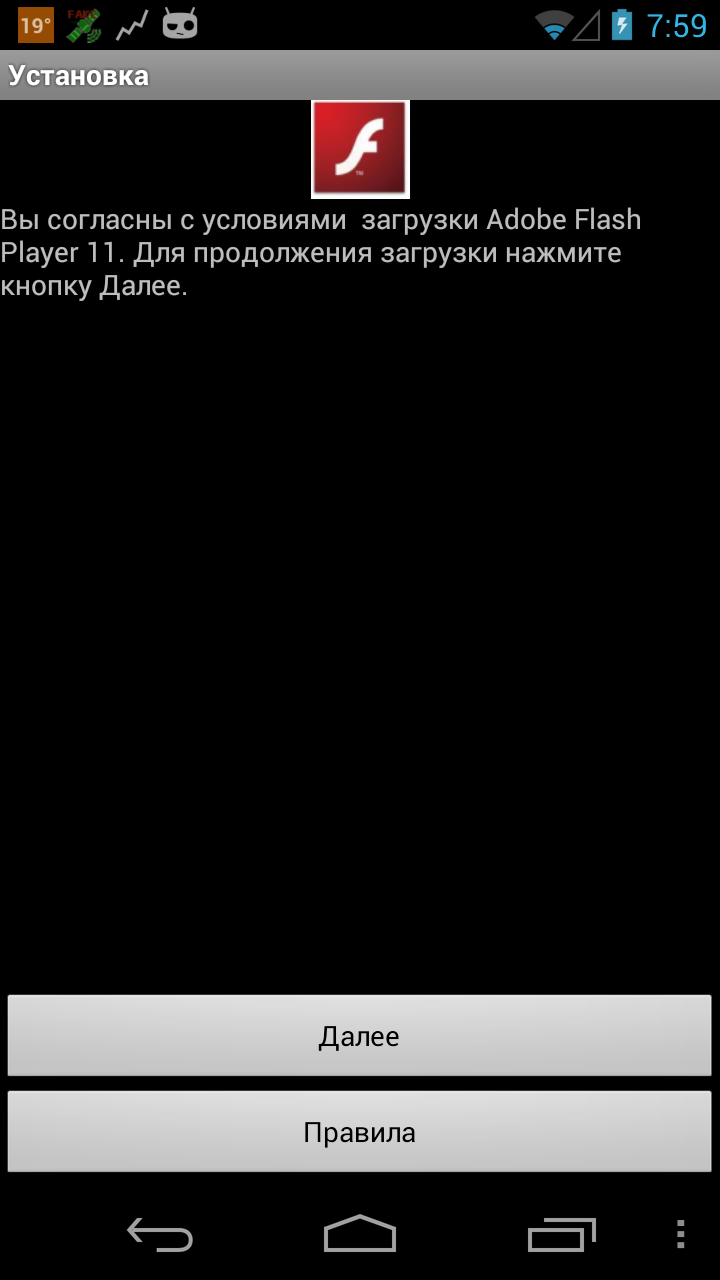 19°
FAKE
7:59
Установка
Вы согласны с условиями  загрузки Adobe Flash
Player 11. Для продолжения загрузки нажмите
кнопку Далее.
Далее
Правила